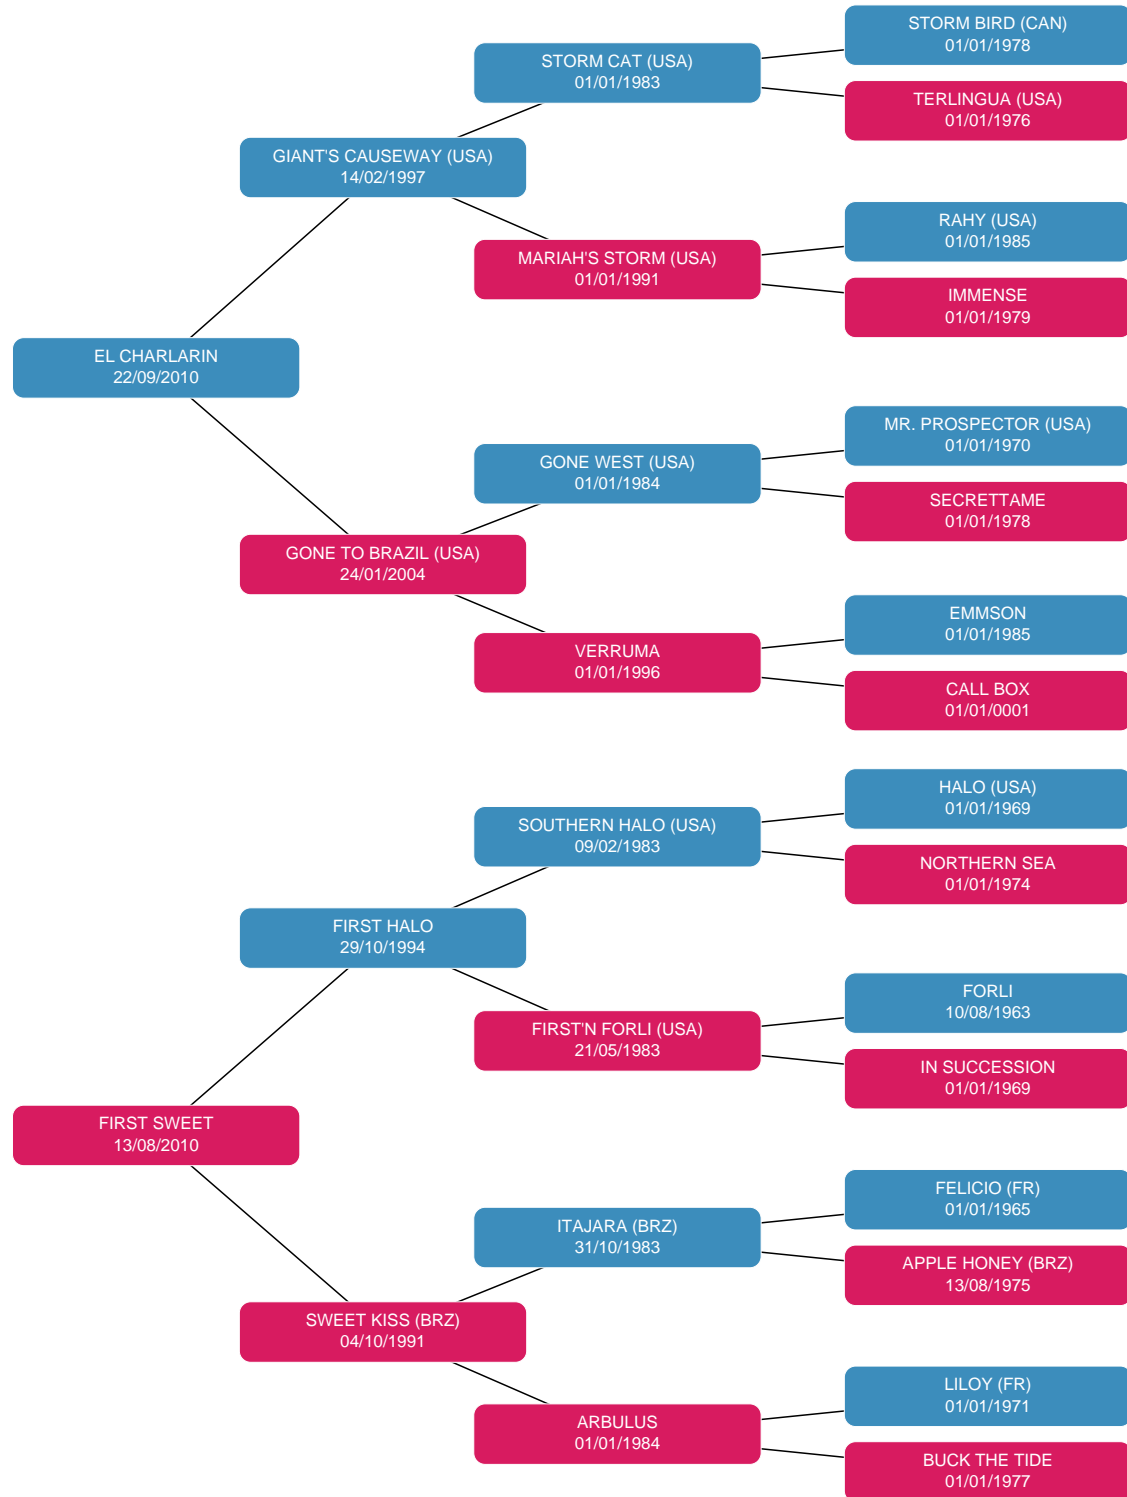 STORM BIRD (CAN)
01/01/1978
STORM CAT (USA)
01/01/1983
TERLINGUA (USA)
01/01/1976
GIANT'S CAUSEWAY (USA)
14/02/1997
RAHY (USA)
01/01/1985
MARIAH'S STORM (USA)
01/01/1991
IMMENSE
01/01/1979
EL CHARLARIN
22/09/2010
MR. PROSPECTOR (USA)
01/01/1970
GONE WEST (USA)
01/01/1984
SECRETTAME
01/01/1978
GONE TO BRAZIL (USA)
24/01/2004
EMMSON
01/01/1985
VERRUMA
01/01/1996
CALL BOX
01/01/0001
HALO (USA)
01/01/1969
SOUTHERN HALO (USA)
09/02/1983
NORTHERN SEA
01/01/1974
FIRST HALO
29/10/1994
FORLI
10/08/1963
FIRST'N FORLI (USA)
21/05/1983
IN SUCCESSION
01/01/1969
FIRST SWEET
13/08/2010
FELICIO (FR)
01/01/1965
ITAJARA (BRZ)
31/10/1983
APPLE HONEY (BRZ)
13/08/1975
SWEET KISS (BRZ)
04/10/1991
LILOY (FR)
01/01/1971
ARBULUS
01/01/1984
BUCK THE TIDE
01/01/1977